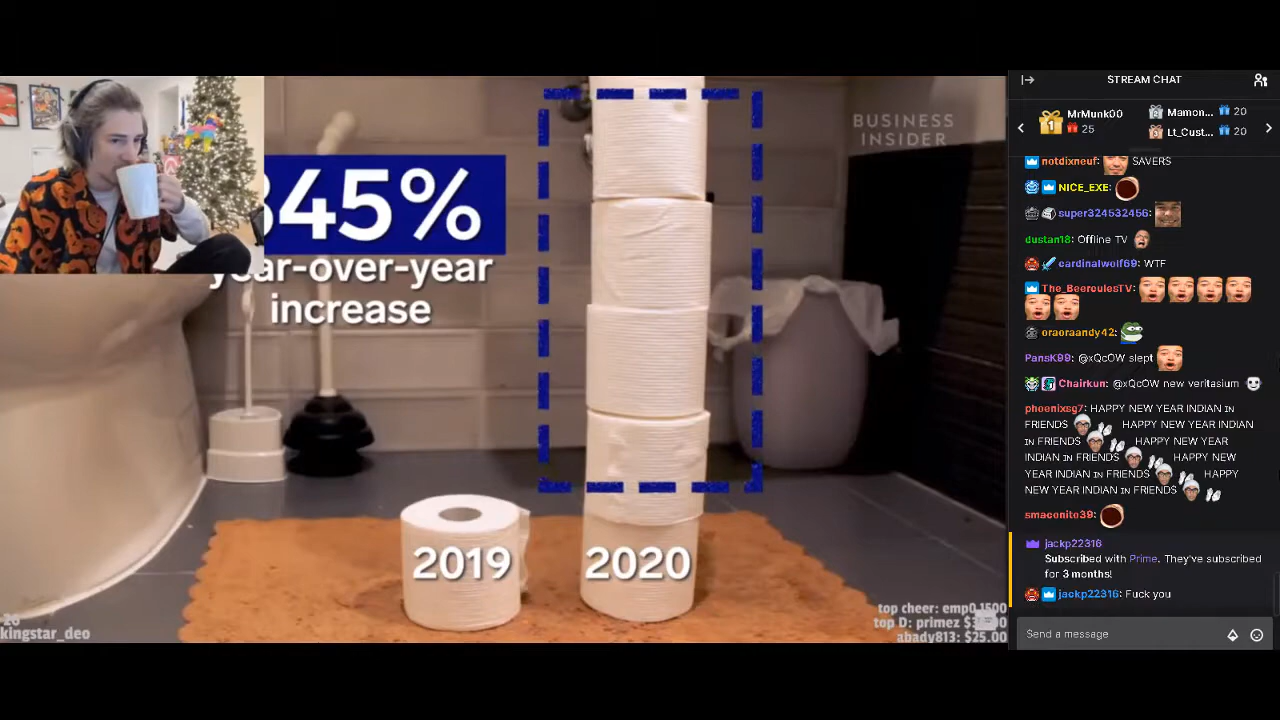 45%
year-over-year
increase
BUSINESS
INSIDER
2019
2020
kingstar_deo
top cheer: emp0 1500
top D: primez
abady813: $25.00
STREAM CHAT
MrMunk00
25
Mamon... 20
Lt_Cust... 20
notdixneuf: SAVERS
NICE_EXE:
super324532456:
dustan18: Offline TV
cardinalwolf69: WTF
The_BeeroulesTV:
oraoraandy42:
PansK99: @xQcOW slept
Chairkun: @xQcOW new veritasium
phoenixsg7: HAPPY NEW YEAR INDIAN IN
FRIENDS HAPPY NEW YEAR INDIAN
IN FRIENDS HAPPY NEW YEAR
INDIAN IN FRIENDS HAPPY NEW
YEAR INDIAN IN FRIENDS HAPPY
NEW YEAR INDIAN IN FRIENDS
smaconito39:
jackp22316
Subscribed with Prime. They've subscribed
for 3 months!
jackp22316: Fuck you
Send a message